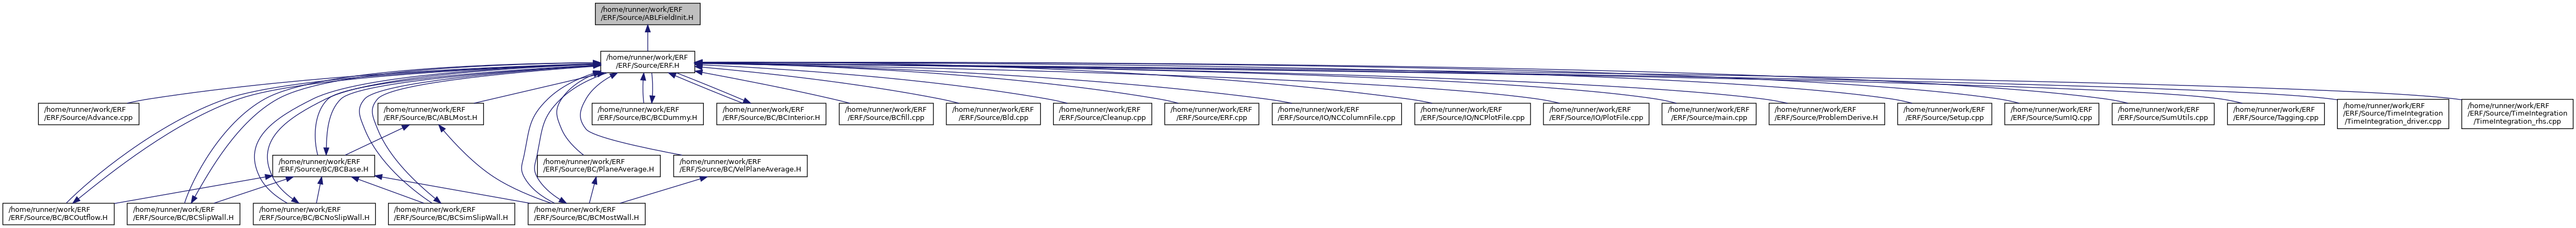 /home/runner/work/ERF
/ERF/Source/ABLFieldInit.H
/home/runner/work/ERF
/ERF/Source/ERF.H
/home/runner/work/ERF
/ERF/Source/Advance.cpp
/home/runner/work/ERF
/ERF/Source/BC/ABLMost.H
/home/runner/work/ERF
/ERF/Source/BC/BCDummy.H
/home/runner/work/ERF
/ERF/Source/BC/BCInterior.H
/home/runner/work/ERF
/ERF/Source/BCfill.cpp
/home/runner/work/ERF
/ERF/Source/Bld.cpp
/home/runner/work/ERF
/ERF/Source/Cleanup.cpp
/home/runner/work/ERF
/ERF/Source/ERF.cpp
/home/runner/work/ERF
/ERF/Source/IO/NCColumnFile.cpp
/home/runner/work/ERF
/ERF/Source/IO/NCPlotFile.cpp
/home/runner/work/ERF
/ERF/Source/IO/PlotFile.cpp
/home/runner/work/ERF
/ERF/Source/main.cpp
/home/runner/work/ERF
/ERF/Source/ProblemDerive.H
/home/runner/work/ERF
/ERF/Source/Setup.cpp
/home/runner/work/ERF
/ERF/Source/SumIQ.cpp
/home/runner/work/ERF
/ERF/Source/SumUtils.cpp
/home/runner/work/ERF
/ERF/Source/Tagging.cpp
/home/runner/work/ERF
/ERF/Source/TimeIntegration
/TimeIntegration_driver.cpp
/home/runner/work/ERF
/ERF/Source/TimeIntegration
/TimeIntegration_rhs.cpp
/home/runner/work/ERF
/ERF/Source/BC/BCBase.H
/home/runner/work/ERF
/ERF/Source/BC/PlaneAverage.H
/home/runner/work/ERF
/ERF/Source/BC/VelPlaneAverage.H
/home/runner/work/ERF
/ERF/Source/BC/BCOutflow.H
/home/runner/work/ERF
/ERF/Source/BC/BCSlipWall.H
/home/runner/work/ERF
/ERF/Source/BC/BCNoSlipWall.H
/home/runner/work/ERF
/ERF/Source/BC/BCSimSlipWall.H
/home/runner/work/ERF
/ERF/Source/BC/BCMostWall.H